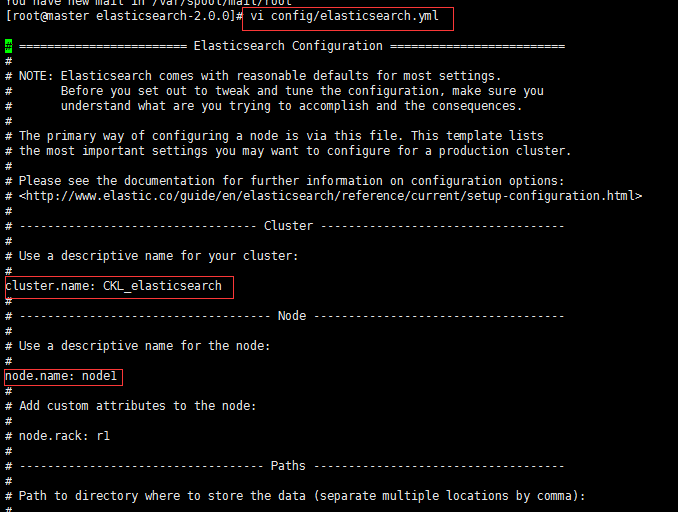 You have new mail in /var/spool/mail/root
[root@master elasticsearch-2.0.0]# vi config/elasticsearch.yml
# ======================== Elasticsearch Configuration =========================
#
# NOTE: Elasticsearch comes with reasonable defaults for most settings.
#       Before you set out to tweak and tune the configuration, make sure you
#       understand what are you trying to accomplish and the consequences.
#
# The primary way of configuring a node is via this file. This template lists
# the most important settings you may want to configure for a production cluster.
#
# Please see the documentation for further information on configuration options:
# <http://www.elastic.co/guide/en/elasticsearch/reference/current/setup-configuration.html>
#
# ---------------------------------- Cluster -----------------------------------
#
# Use a descriptive name for your cluster:
#
cluster.name: CKL_elasticsearch
#
# ------------------------------------ Node ------------------------------------
#
# Use a descriptive name for the node:
#
node.name: node1
#
# Add custom attributes to the node:
#
# node.rack: r1
#
# ----------------------------------- Paths ------------------------------------
#
# Path to directory where to store the data (separate multiple locations by comma):
#